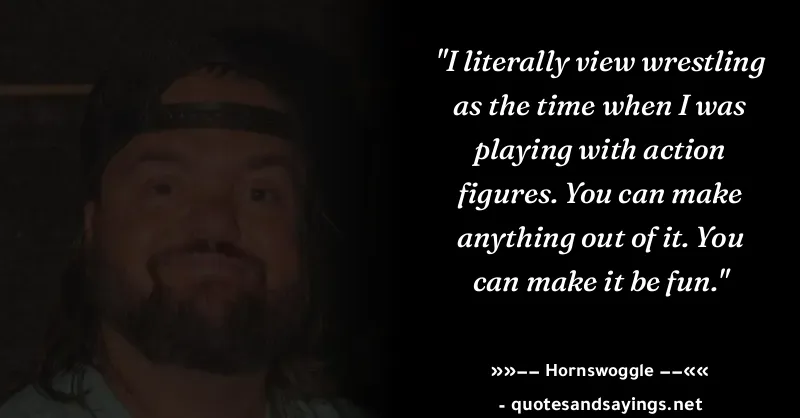 "I literally view wrestling
as the time when I was
playing with action
figures. You can make
anything out of it. You
can make it be fun."
»»−− Hornswoggle −−««
- quotesandsayings.net